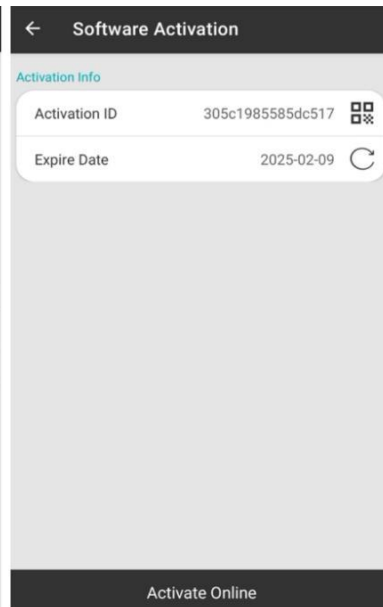 Software Activation
Activation Info
Activation ID 305c1985585dc517
Expire Date 2025-02-09
Activate Online